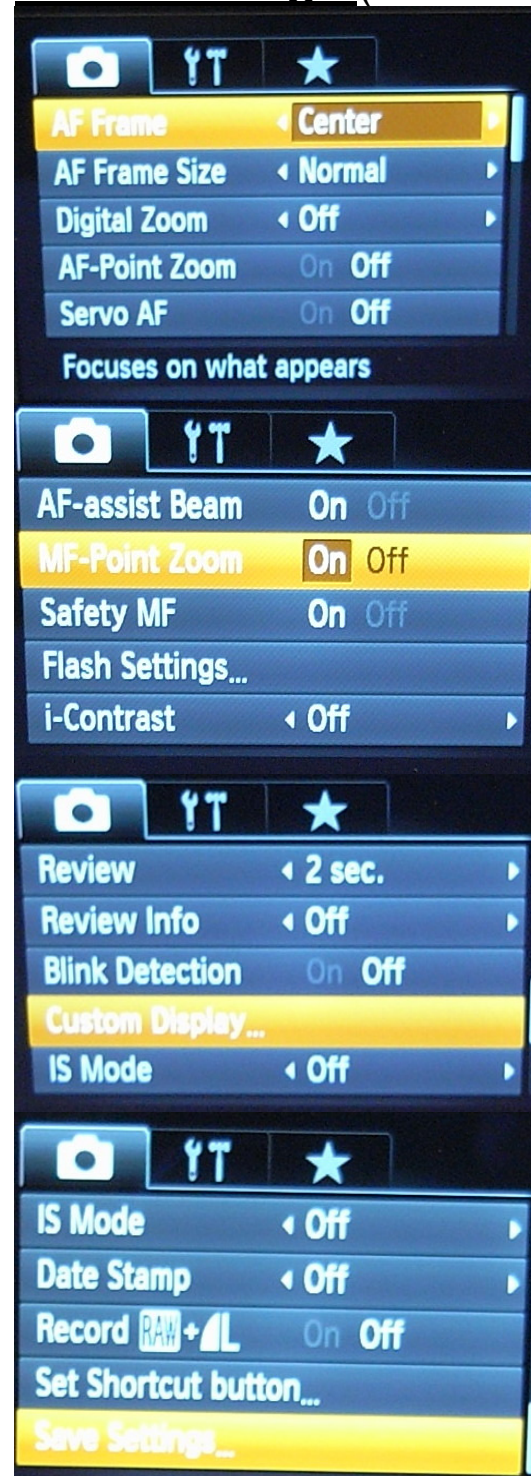 AF Frame Center
AF Frame Size Normal
Digital Zoom Off
AF-Point Zoom On Off
Servo AF On Off
Focuses on what appears
AF-assist Beam On Off
MF-Point Zoom On Off
Safety MF On Off
Flash Settings...
i-Contrast Off
Review 2 sec.
Review Info Off
Blink Detection On Off
Custom Display...
IS Mode Off
IS Mode Off
Date Stamp Off
Record RAW+L On Off
Set Shortcut button...
Save Settings...